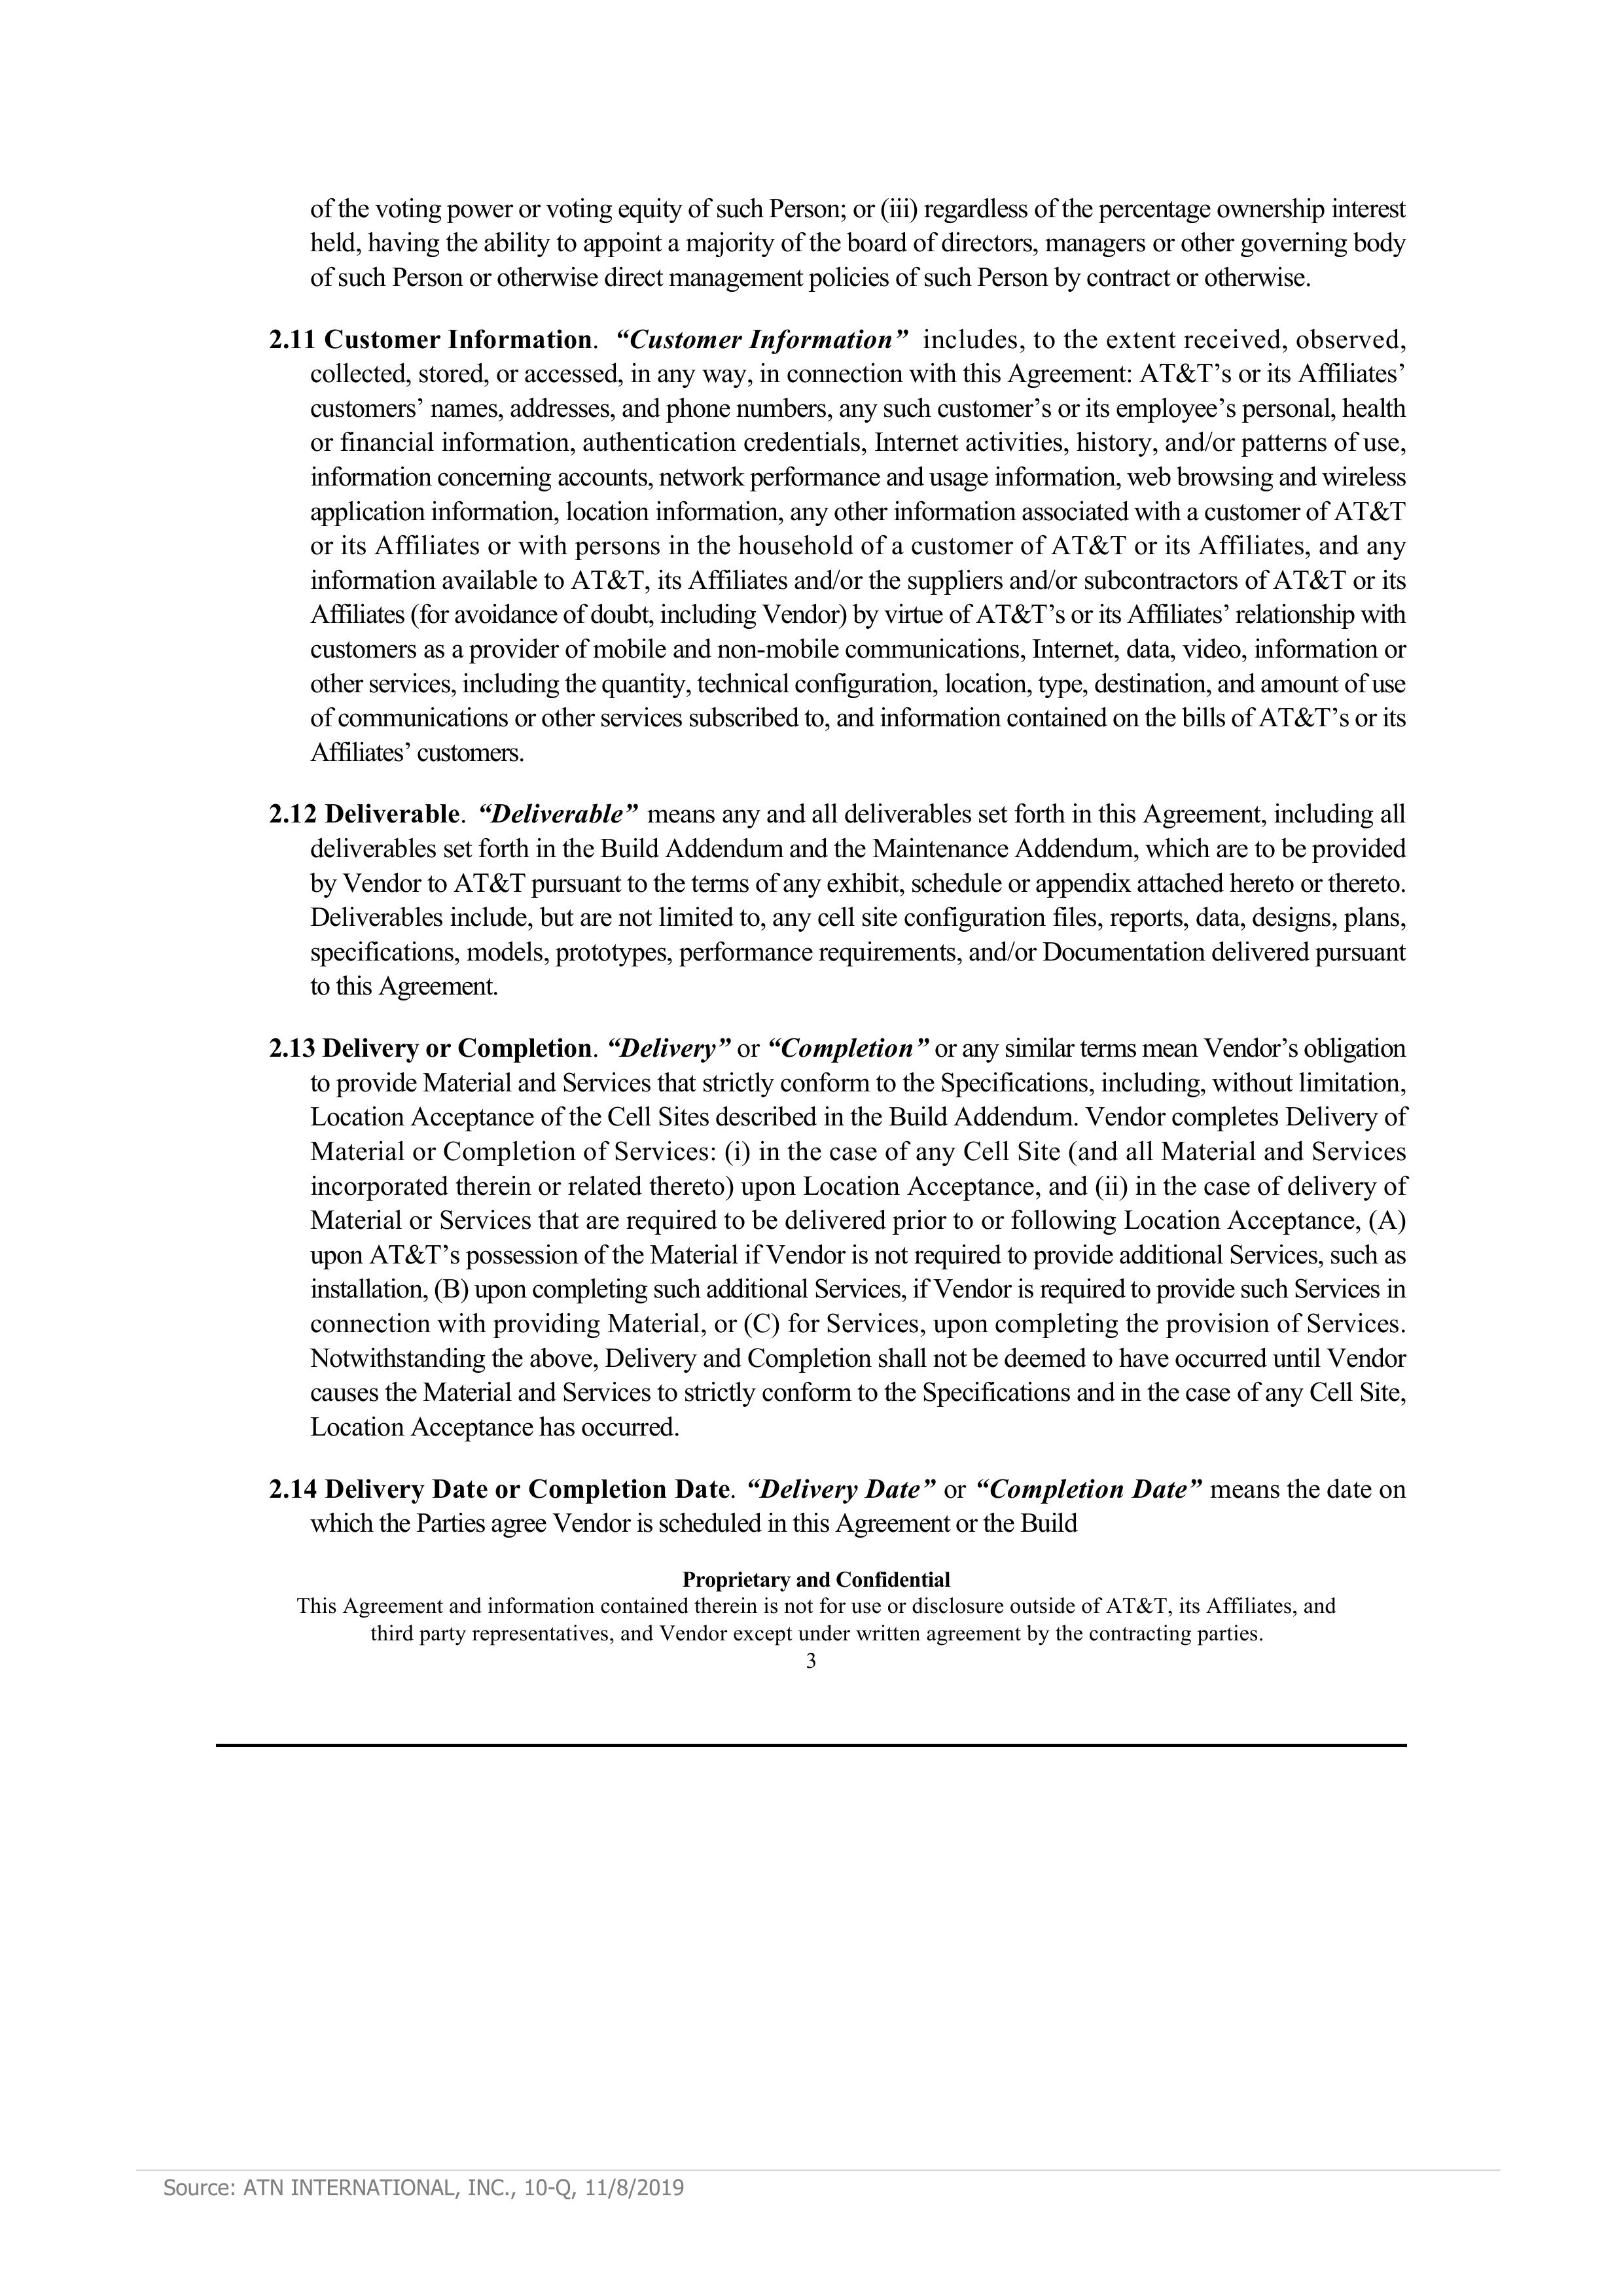 of the voting power or voting equity of such Person; or (iii) regardless of the percentage ownership interest
held, having the ability to appoint a majority of the board of directors, managers or other governing body
of such Person or otherwise direct management policies of such Person by contract or otherwise.
2.11 Customer Information. “Customer Information” includes, to the extent received, observed,
collected, stored, or accessed, in any way, in connection with this Agreement: AT&T’s or its Affiliates’
customers’ names, addresses, and phone numbers, any such customer’s or its employee’s personal, health
or financial information, authentication credentials, Internet activities, history, and/or patterns of use,
information concerning accounts, network performance and usage information, web browsing and wireless
application information, location information, any other information associated with a customer of AT&T
or its Affiliates or with persons in the household of a customer of AT&T or its Affiliates, and any
information available to AT&T, its Affiliates and/or the suppliers and/or subcontractors of AT&T or its
Affiliates (for avoidance of doubt, including Vendor) by virtue of AT&T’s or its Affiliates’ relationship with
customers as a provider of mobile and non-mobile communications, Internet, data, video, information or
other services, including the quantity, technical configuration, location, type, destination, and amount of use
of communications or other services subscribed to, and information contained on the bills of AT&T’s or its
Affiliates’ customers.
2.12 Deliverable. “Deliverable” means any and all deliverables set forth in this Agreement, including all
deliverables set forth in the Build Addendum and the Maintenance Addendum, which are to be provided
by Vendor to AT&T pursuant to the terms of any exhibit, schedule or appendix attached hereto or thereto.
Deliverables include, but are not limited to, any cell site configuration files, reports, data, designs, plans,
specifications, models, prototypes, performance requirements, and/or Documentation delivered pursuant
to this Agreement.
2.13 Delivery or Completion. “Delivery” or “Completion” or any similar terms mean Vendor’s obligation
to provide Material and Services that strictly conform to the Specifications, including, without limitation,
Location Acceptance of the Cell Sites described in the Build Addendum. Vendor completes Delivery of
Material or Completion of Services: (i) in the case of any Cell Site (and all Material and Services
incorporated therein or related thereto) upon Location Acceptance, and (ii) in the case of delivery of
Material or Services that are required to be delivered prior to or following Location Acceptance, (A)
upon AT&T’s possession of the Material if Vendor is not required to provide additional Services, such as
installation, (B) upon completing such additional Services, if Vendor is required to provide such Services in
connection with providing Material, or (C) for Services, upon completing the provision of Services.
Notwithstanding the above, Delivery and Completion shall not be deemed to have occurred until Vendor
causes the Material and Services to strictly conform to the Specifications and in the case of any Cell Site,
Location Acceptance has occurred.
2.14 Delivery Date or Completion Date. “Delivery Date” or “Completion Date” means the date on
which the Parties agree Vendor is scheduled in this Agreement or the Build
Proprietary and Confidential
This Agreement and information contained therein is not for use or disclosure outside of AT&T, its Affiliates, and
third party representatives, and Vendor except under written agreement by the contracting parties.
3
Source: ATN INTERNATIONAL, INC., 10-Q, 11/8/2019